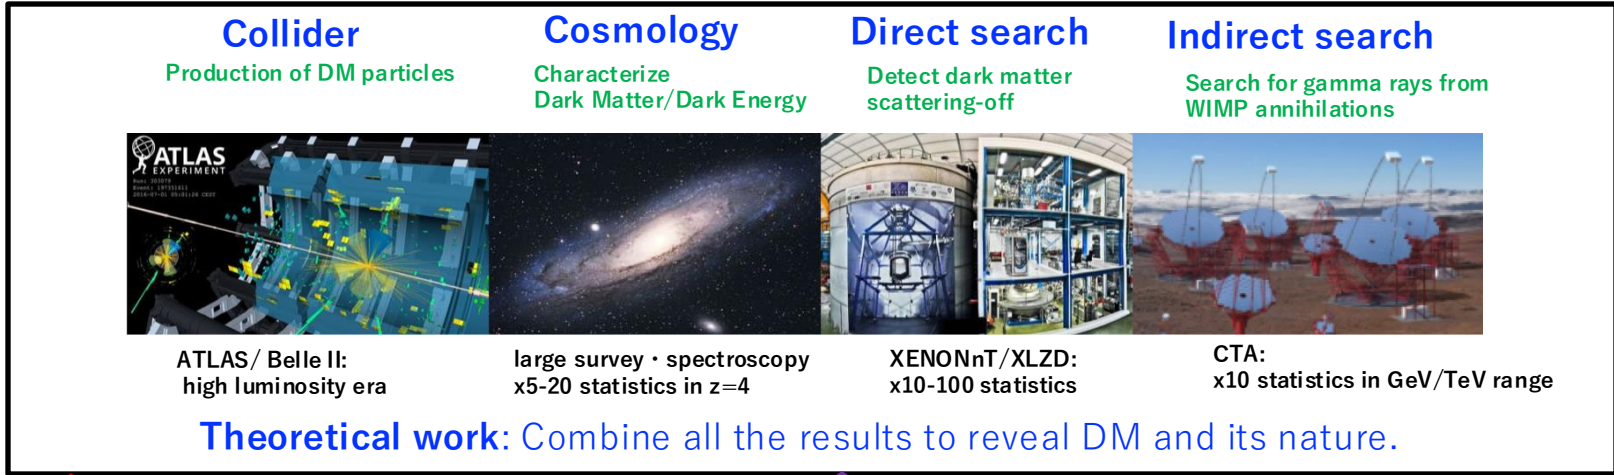 Collider
Production of DM particles
Cosmology
Characterize
Dark Matter/Dark Energy
Direct search
Detect dark matter
scattering-off
Indirect search
Search for gamma rays from
WIMP annihilations
ATLAS
EXPERIMENT
ATLAS/ Belle II:
high luminosity era
large survey・spectroscopy
x5-20 statistics in z=4
XENONnT/XLZD:
x10-100 statistics
CTA:
x10 statistics in GeV/TeV range
Theoretical work: Combine all the results to reveal DM and its nature.